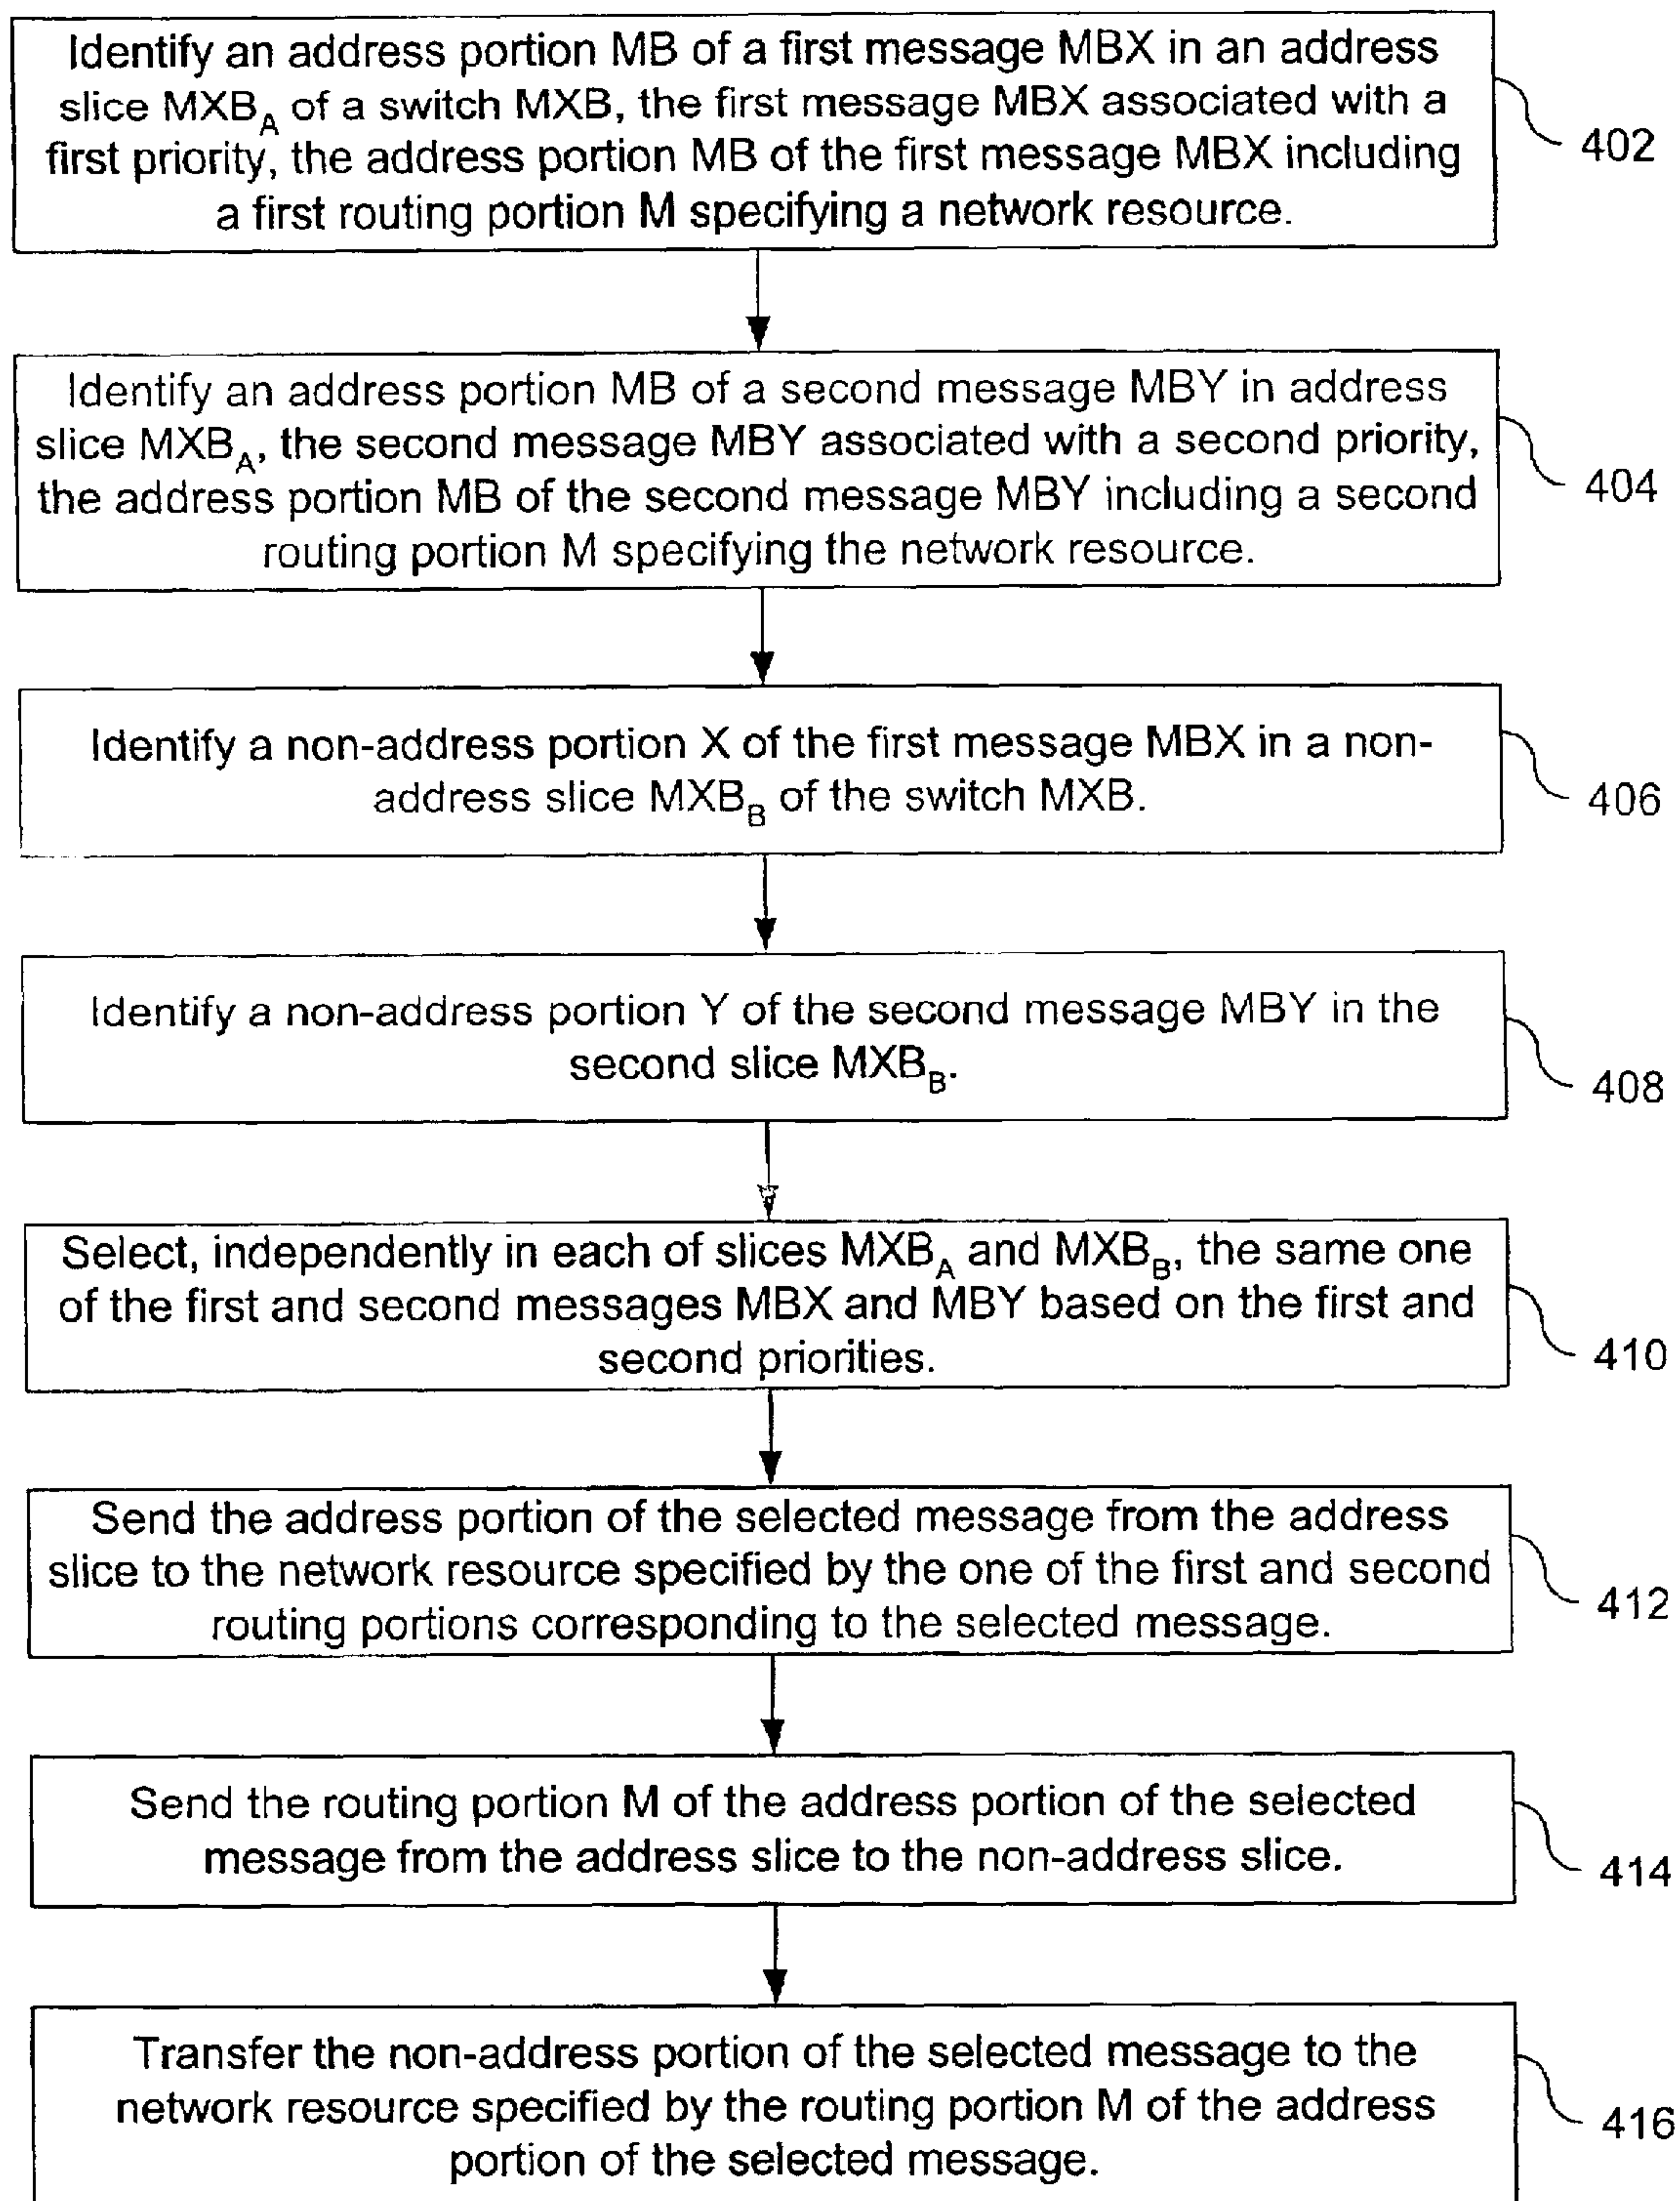 Identify an address portion MB of a first message MBX in an address
slice MXB_A of a switch MXB, the first message MBX associated with a
first priority, the address portion MB of the first message MBX including
a first routing portion M specifying a network resource.
402
Identify an address portion MB of a second message MBY in address
slice MXB_A, the second message MBY associated with a second priority,
the address portion MB of the second message MBY including a second
routing portion M specifying the network resource.
404
Identify a non-address portion X of the first message MBX in a non-
address slice MXB_B of the switch MXB.
406
Identify a non-address portion Y of the second message MBY in the
second slice MXB_B.
408
Select, independently in each of slices MXB_A and MXB_B, the same one
of the first and second messages MBX and MBY based on the first and
second priorities.
410
Send the address portion of the selected message from the address
slice to the network resource specified by the one of the first and second
routing portions corresponding to the selected message.
412
Send the routing portion M of the address portion of the selected
message from the address slice to the non-address slice.
414
Transfer the non-address portion of the selected message to the
network resource specified by the routing portion M of the address
portion of the selected message.
416